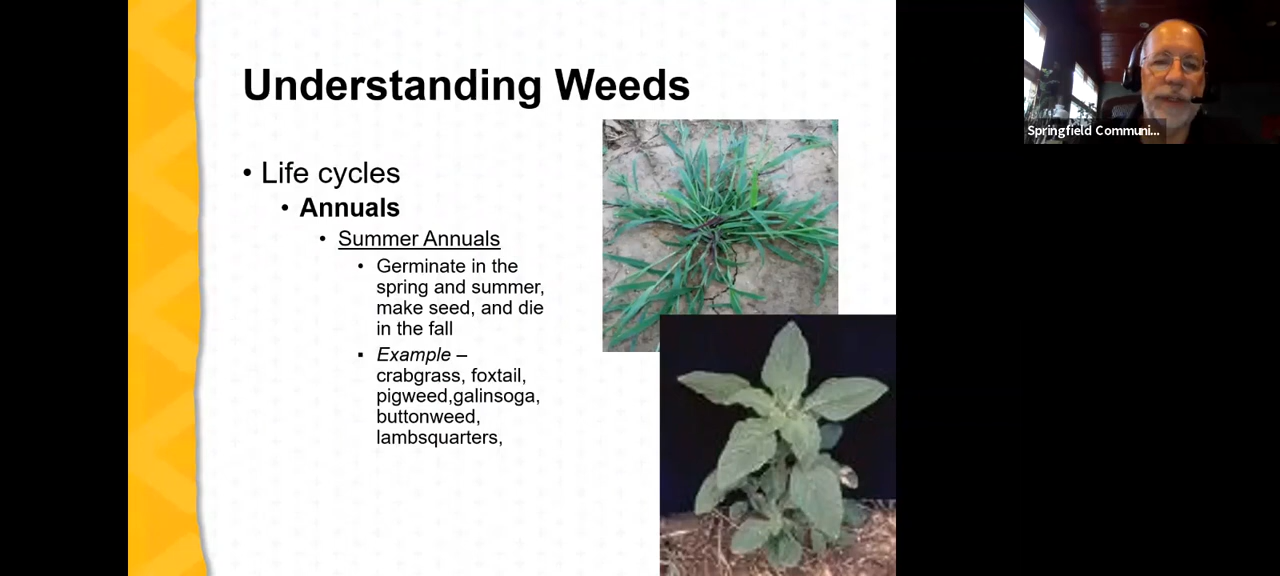 Understanding Weeds
• Life cycles
• Annuals
• Summer Annuals
• Germinate in the
spring and summer,
make seed, and die
in the fall
▪ Example –
crabgrass, foxtail,
pigweed,galinsoga,
buttonweed,
lambsquarters,
Springfield Communi...